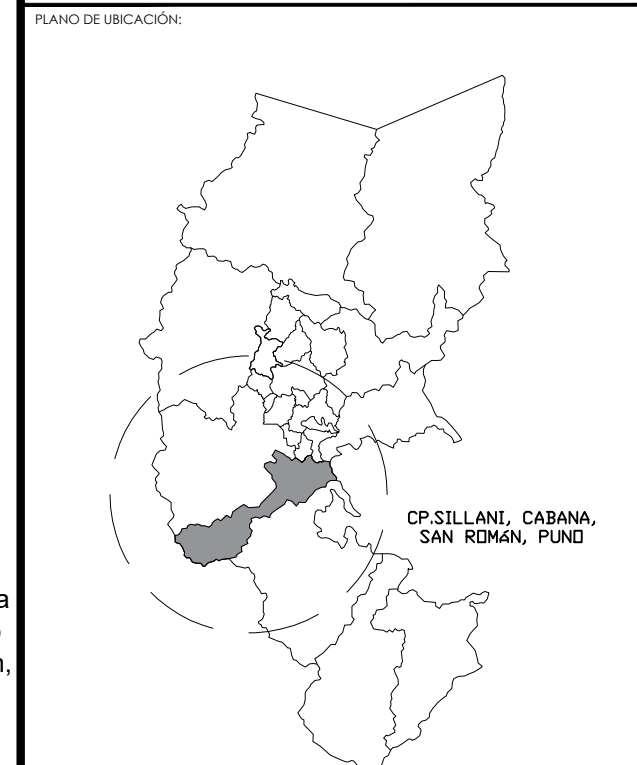 PLANO DE UBICACIÓN:
CP.SILLANI, CABANA,
SAN ROMáN, PUNO